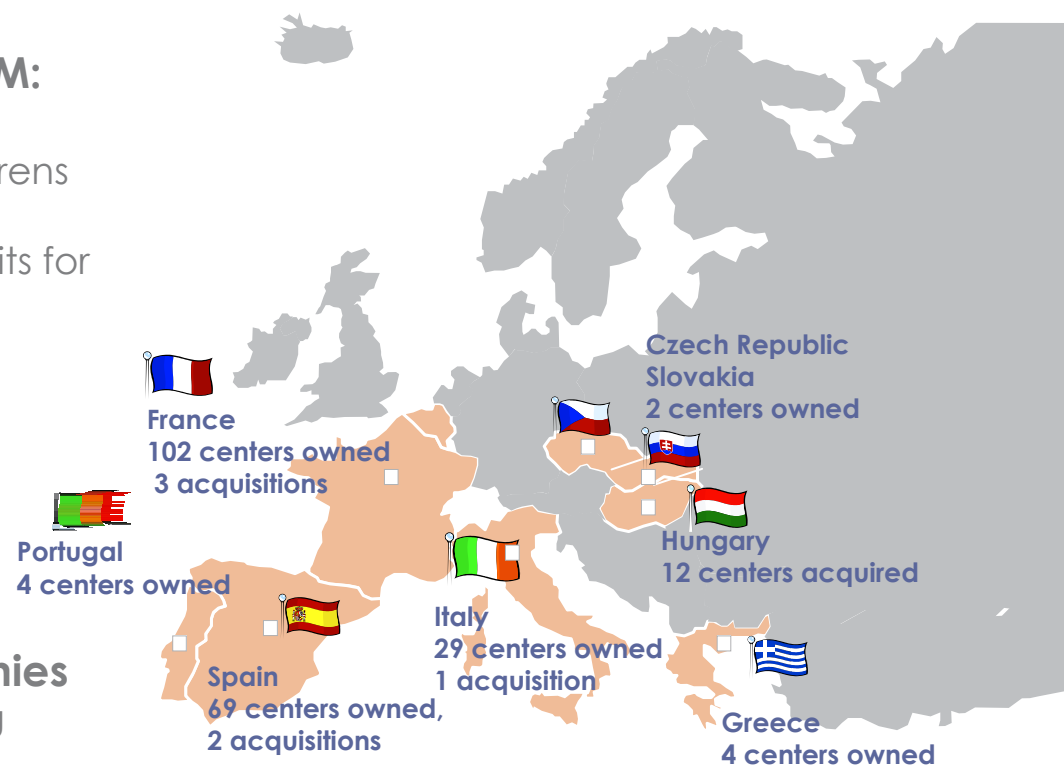 M:
rens
its for
nies
Czech Republic
Slovakia
2 centers owned
France
102 centers owned
3 acquisitions
Portugal
4 centers owned
Hungary
12 centers acquired
Italy
29 centers owned
1 acquisition
Spain
69 centers owned,
2 acquisitions
Greece
4 centers owned